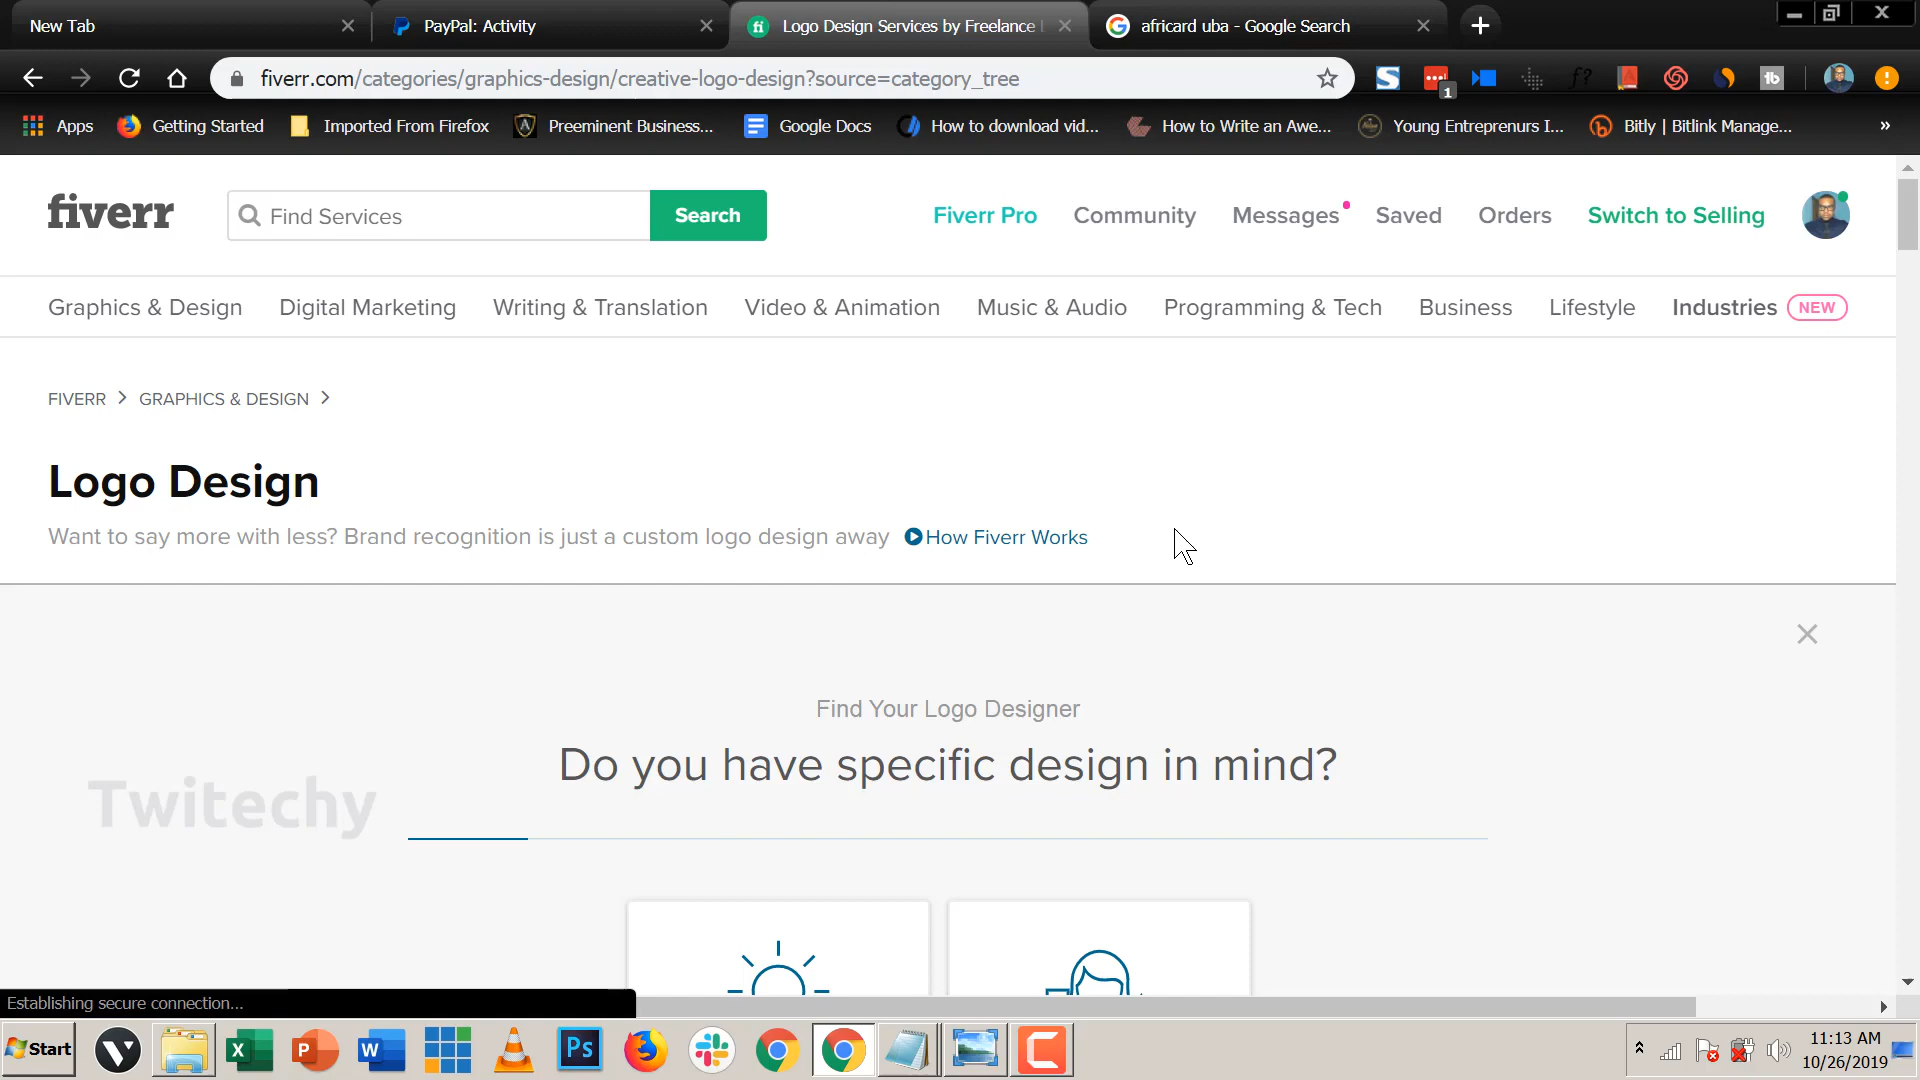 New Tab
PayPal: Activity
Logo Design Services by Freelance
africard uba - Google Search
fiverr.com/categories/graphics-design/creative-logo-design?source=category_tree
1
Apps
Getting Started
Imported From Firefox
Preeminent Business...
Google Docs
How to download vid...
How to Write an Awe...
Young Entreprenurs I...
Bitly | Bitlink Manage...
»
fiverr
Find Services
Search
Fiverr Pro
Community
Messages
Saved
Orders
Switch to Selling
Graphics & Design
Digital Marketing
Writing & Translation
Video & Animation
Music & Audio
Programming & Tech
Business
Lifestyle
Industries NEW
FIVERR > GRAPHICS & DESIGN >
Logo Design
Want to say more with less? Brand recognition is just a custom logo design away
How Fiverr Works
Find Your Logo Designer
Do you have specific design in mind?
Twitechy
Establishing secure connection...
Start
11:13 AM
10/26/2019